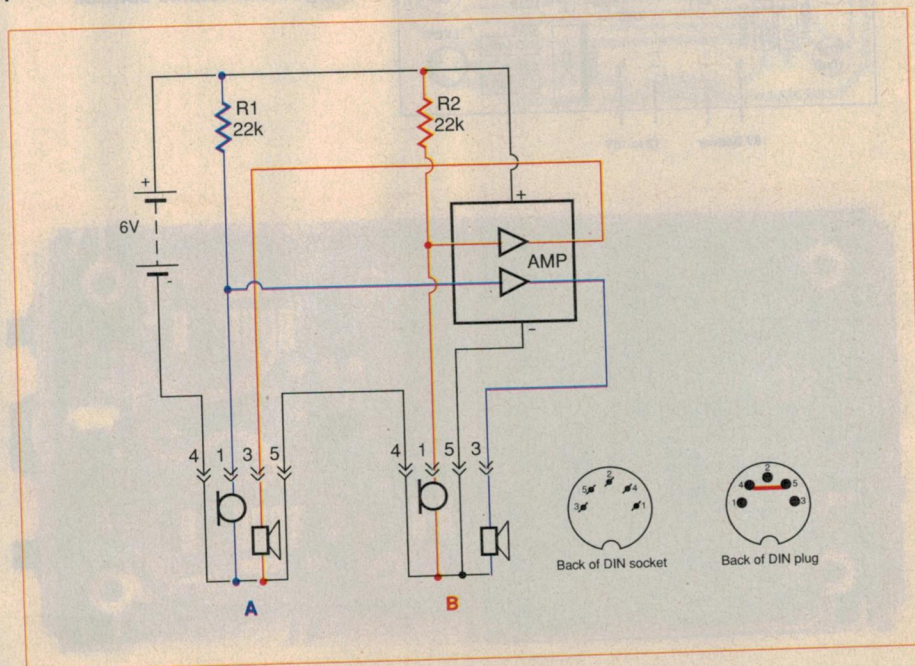 R1
22k
R2
22k
+
6V
-
+
AMP
-
4 1 3 5
4 1 5 3
A
B
2
5 4
3 1
Back of DIN socket
2
4 5
1 3
Back of DIN plug